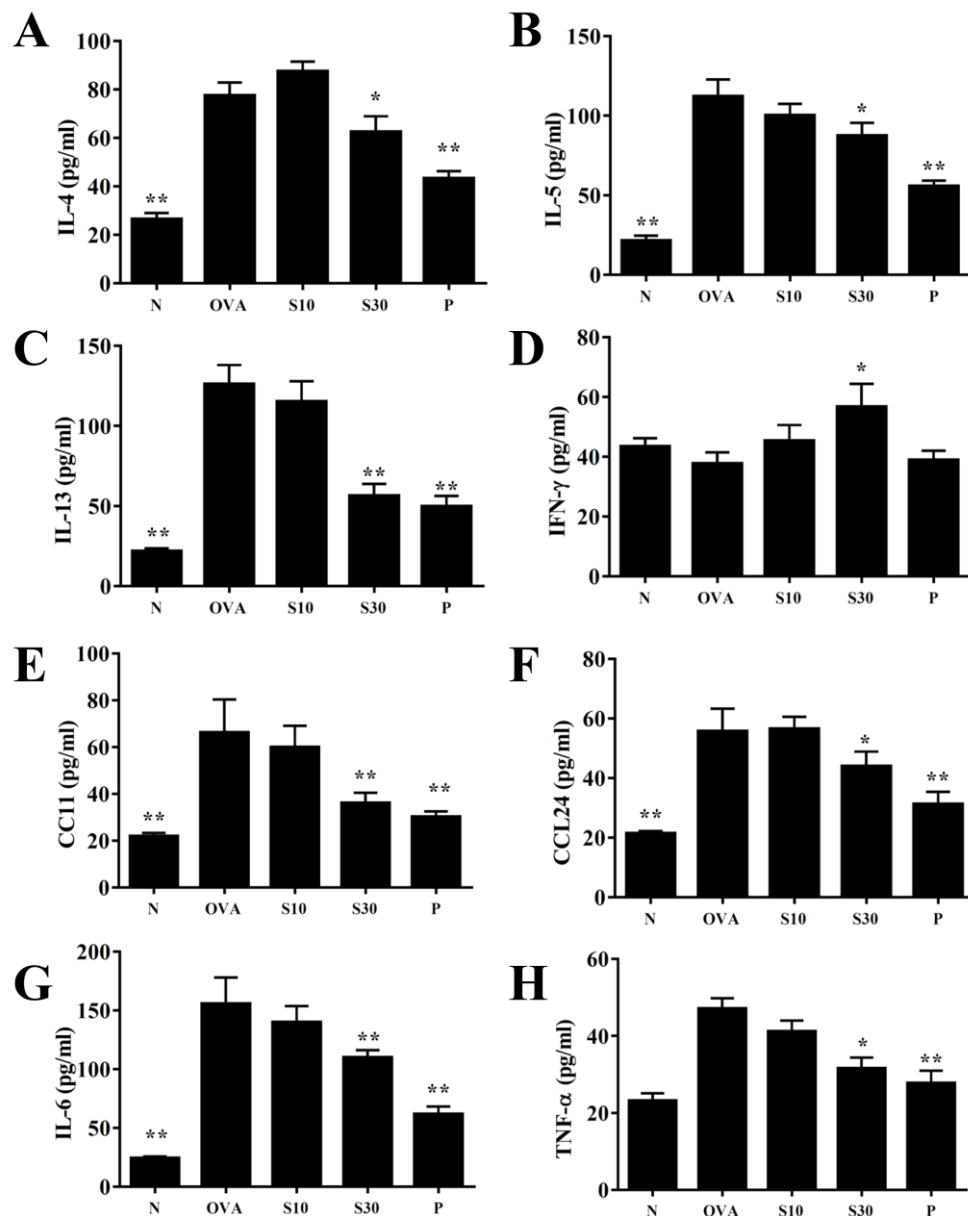 A
IL-4 (pg/ml)
100
80
60
40
20
0
**
*
**
N OVA S10 S30 P
B
IL-5 (pg/ml)
150
100
50
0
**
*
**
N OVA S10 S30 P
C
IL-13 (pg/ml)
150
100
50
0
**
**
**
N OVA S10 S30 P
D
IFN-γ (pg/ml)
80
60
40
20
0
*
N OVA S10 S30 P
E
CC11 (pg/ml)
100
80
60
40
20
0
**
**
**
N OVA S10 S30 P
F
CCL24 (pg/ml)
80
60
40
20
0
**
*
**
N OVA S10 S30 P
G
IL-6 (pg/ml)
200
150
100
50
0
**
**
**
N OVA S10 S30 P
H
TNF-α (pg/ml)
60
40
20
0
*
**
N OVA S10 S30 P